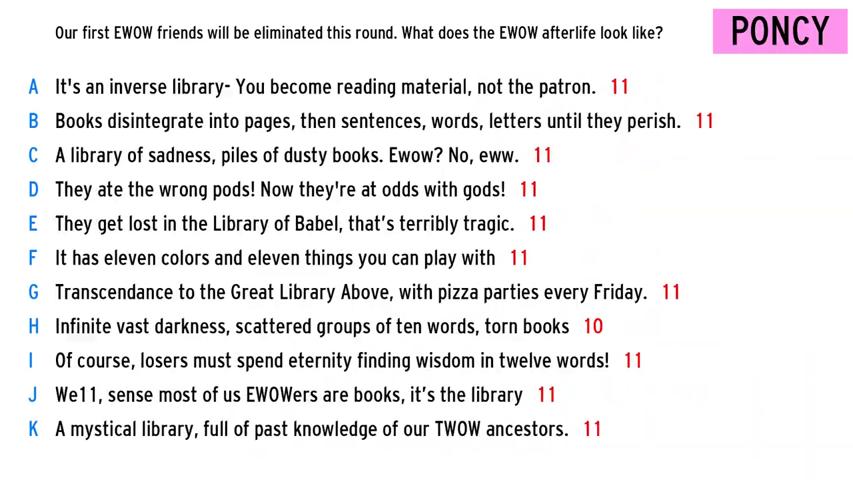 Our first EWOW friends will be eliminated this round. What does the EWOW afterlife look like?
PONCY
A It's an inverse library- You become reading material, not the patron. 11
B Books disintegrate into pages, then sentences, words, letters until they perish. 11
C A library of sadness, piles of dusty books. Ewow? No, eww. 11
D They ate the wrong pods! Now they're at odds with gods! 11
E They get lost in the Library of Babel, that's terribly tragic. 11
F It has eleven colors and eleven things you can play with 11
G Transcendance to the Great Library Above, with pizza parties every Friday. 11
H Infinite vast darkness, scattered groups of ten words, torn books 10
I Of course, losers must spend eternity finding wisdom in twelve words! 11
J We11, sense most of us EWOWers are books, it's the library 11
K A mystical library, full of past knowledge of our TWOW ancestors. 11